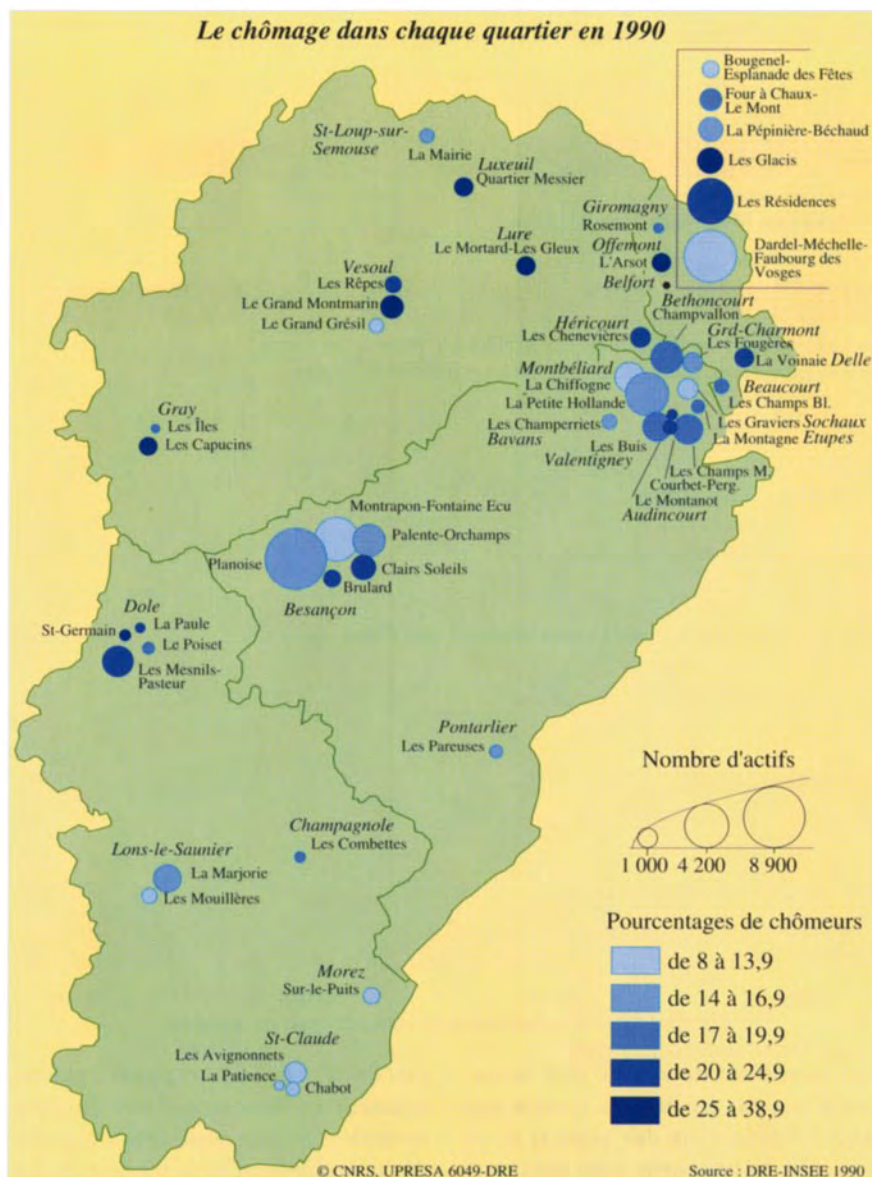 Le chômage dans chaque quartier en 1990
Bougenel-
Esplanade des Fêtes
Four à Chaux-
Le Mont
La Pépinière-Béchaud
Les Glacis
Les Résidences
Dardel-Méchelle-
Faubourg des
Vosges
St-Loup-sur-
Semouse
La Mairie
Luxeuil
Quartier Messier
Giromagny
Rosemont
Lure
Le Mortard-Les Gleux
Offemont
L'Arsot
Belfort
Vesoul
Les Rêpes
Le Grand Montmarin
Le Grand Grésil
Bethoncourt
Champvallon
Héricourt
Les Chenevières
Grd-Charmont
Les Fougères
La Voinaie Delle
Montbéliard
La Chiffogne
La Petite Hollande
Beaucourt
Les Champs Bl.
Les Champerriets
Bavans
Les Graviers Sochaux
La Montagne Etupes
Les Buis
Valentigney
Les Champs M.
Courbet-Perg.
Le Montanot
Audincourt
Gray
Les Îles
Les Capucins
Montrapon-Fontaine Ecu
Palente-Orchamps
Planoise
Clairs Soleils
Brulard
Besançon
Dole
La Paule
St-Germain
Le Poiset
Les Mesnils-
Pasteur
Pontarlier
Les Pareuses
Nombre d'actifs
1 000 4 200 8 900
Champagnole
Les Combettes
Lons-le-Saunier
La Marjorie
Les Mouillères
Pourcentages de chômeurs
de 8 à 13,9
de 14 à 16,9
de 17 à 19,9
de 20 à 24,9
de 25 à 38,9
Morez
Sur-le-Puits
St-Claude
Les Avignonnets
La Patience
Chabot
© CNRS, UPRESA 6049-DRE
Source : DRE-INSEE 1990